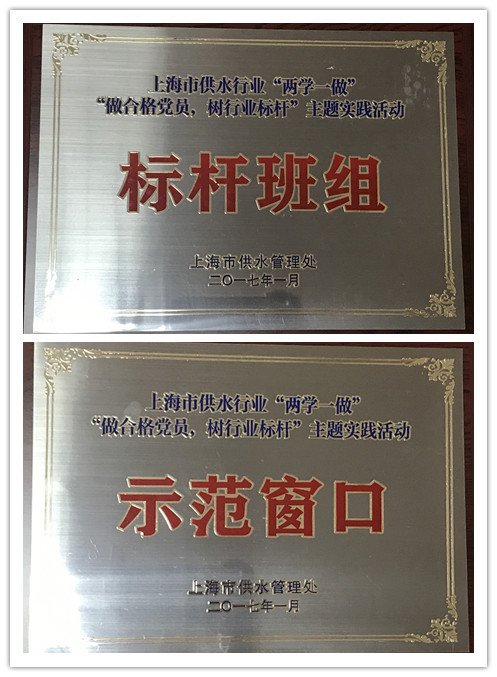 上海市供水行业“两学一做”
“做合格党员，树行业标杆”主题实践活动
标杆班组
上海市供水管理处
二〇一七年一月
上海市供水行业“两学一做”
“做合格党员，树行业标杆”主题实践活动
示范窗口
上海市供水管理处
二〇一七年一月